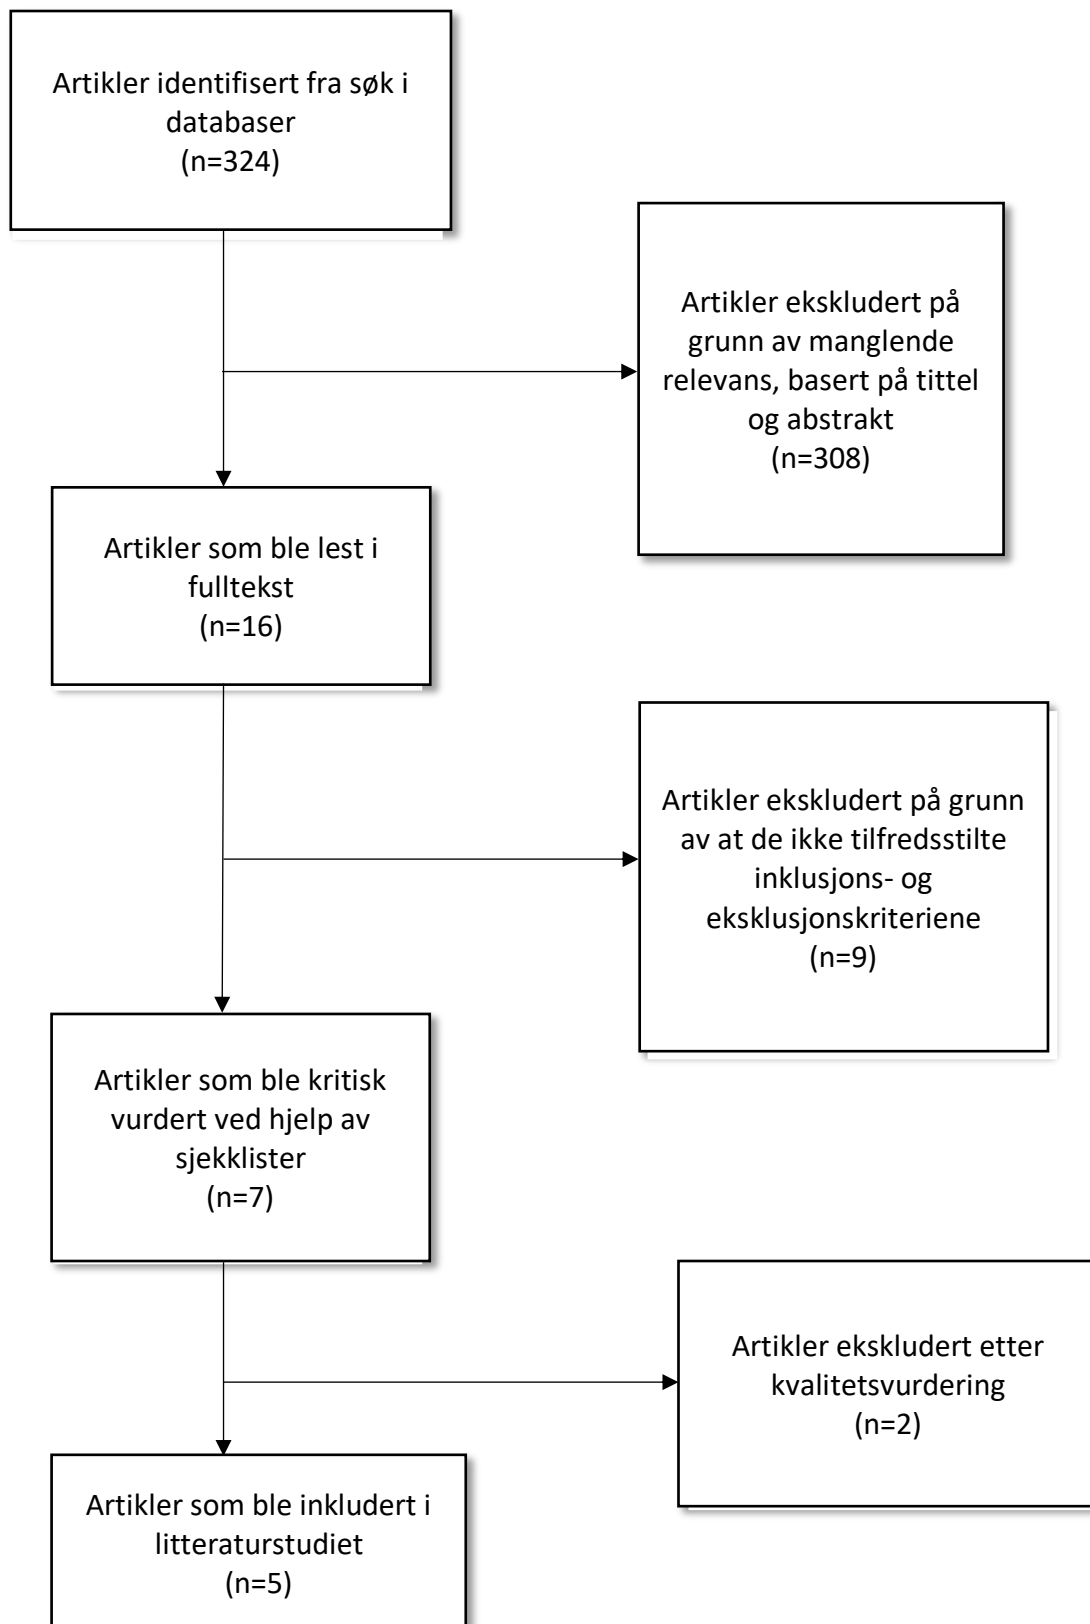 Artikler identifisert fra søk i
databaser
(n=324)
Artikler ekskludert på
grunn av manglende
relevans, basert på tittel
og abstrakt
(n=308)
Artikler som ble lest i
fulltekst
(n=16)
Artikler ekskludert på grunn
av at de ikke tilfredsstilte
inklusjons- og
eksklusjonskriteriene
(n=9)
Artikler som ble kritisk
vurdert ved hjelp av
sjekklister
(n=7)
Artikler ekskludert etter
kvalitetsvurdering
(n=2)
Artikler som ble inkludert i
litteraturstudiet
(n=5)